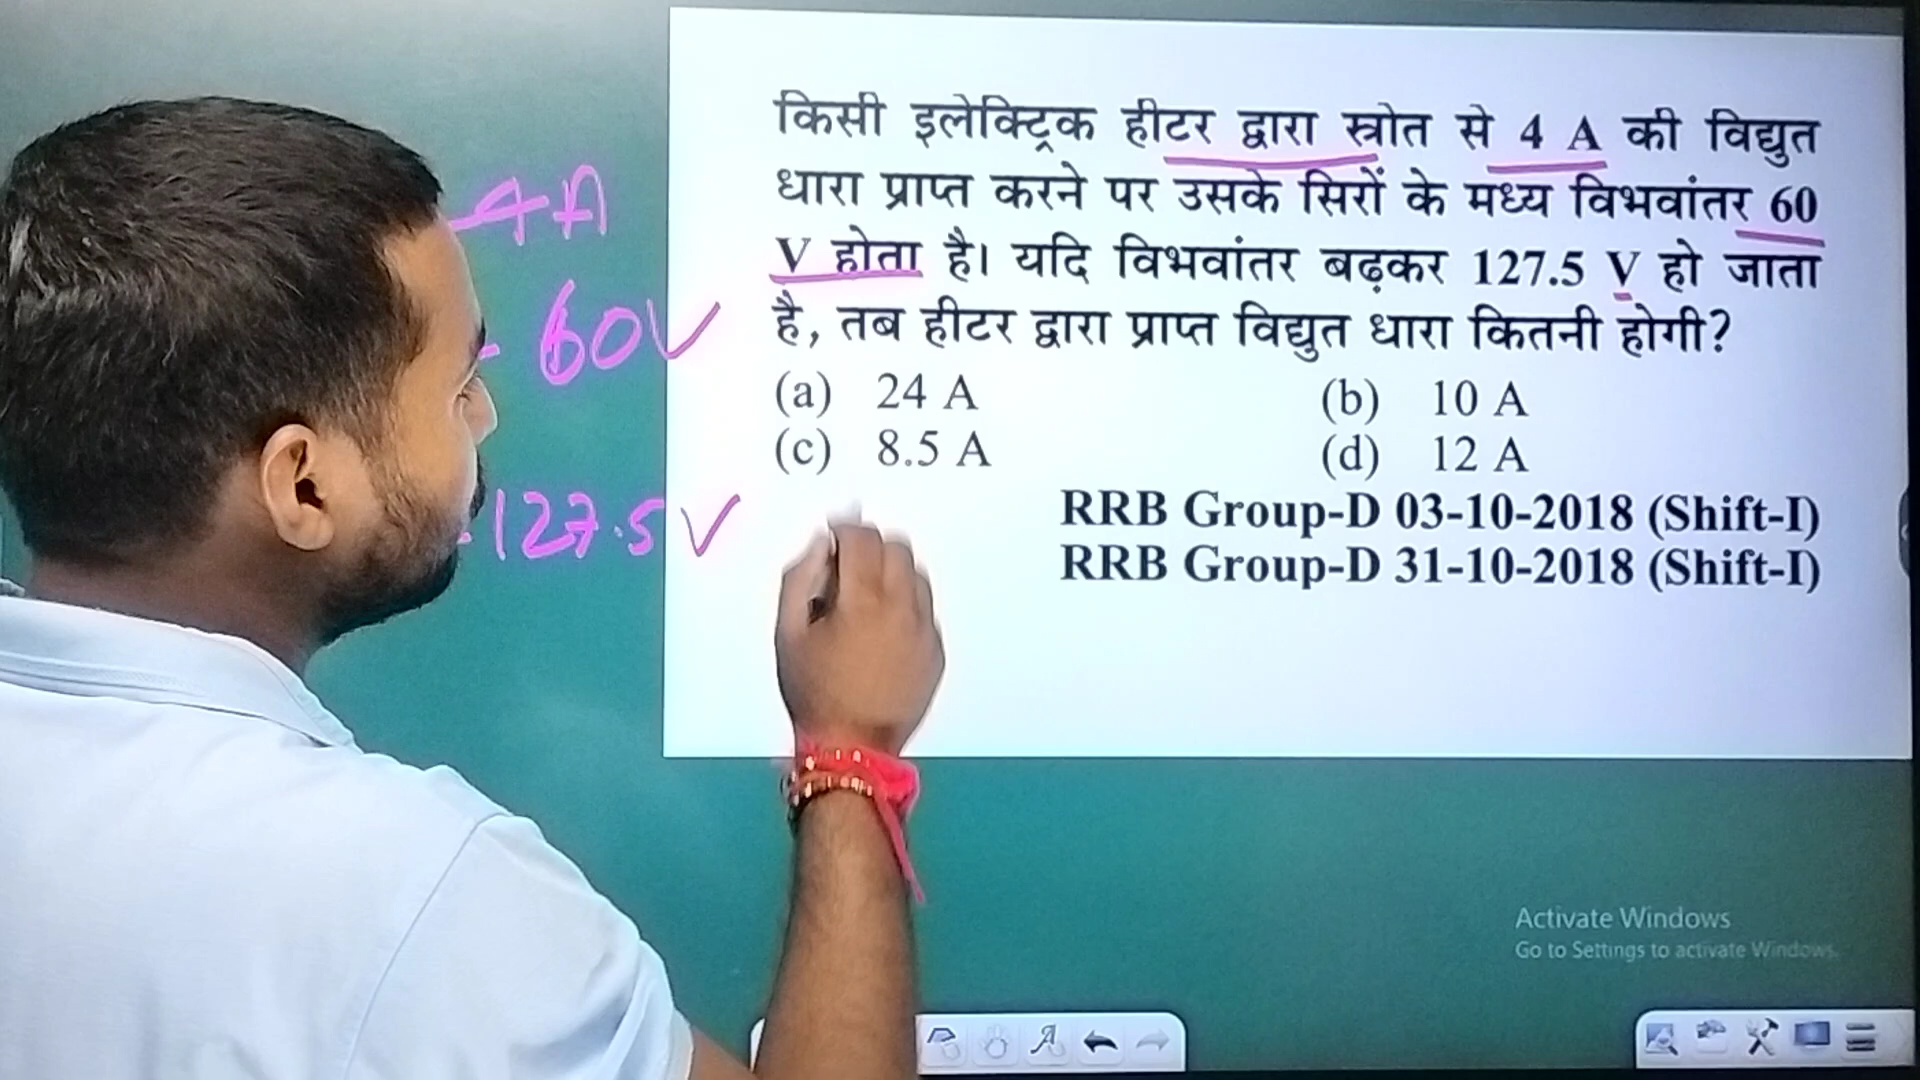 किसी इलेक्ट्रिक हीटर द्वारा स्त्रोत से 4 A की विद्युत
धारा प्राप्त करने पर उसके सिरों के मध्य विभवांतर 60
V होता है। यदि विभवांतर बढ़कर 127.5 V हो जाता
है, तब हीटर द्वारा प्राप्त विद्युत धारा कितनी होगी?
(a) 24 A (b) 10 A
(c) 8.5 A (d) 12 A
RRB Group-D 03-10-2018 (Shift-I)
RRB Group-D 31-10-2018 (Shift-I)
4A
60V
127.5 V
Activate Windows
Go to Settings to activate Windows.